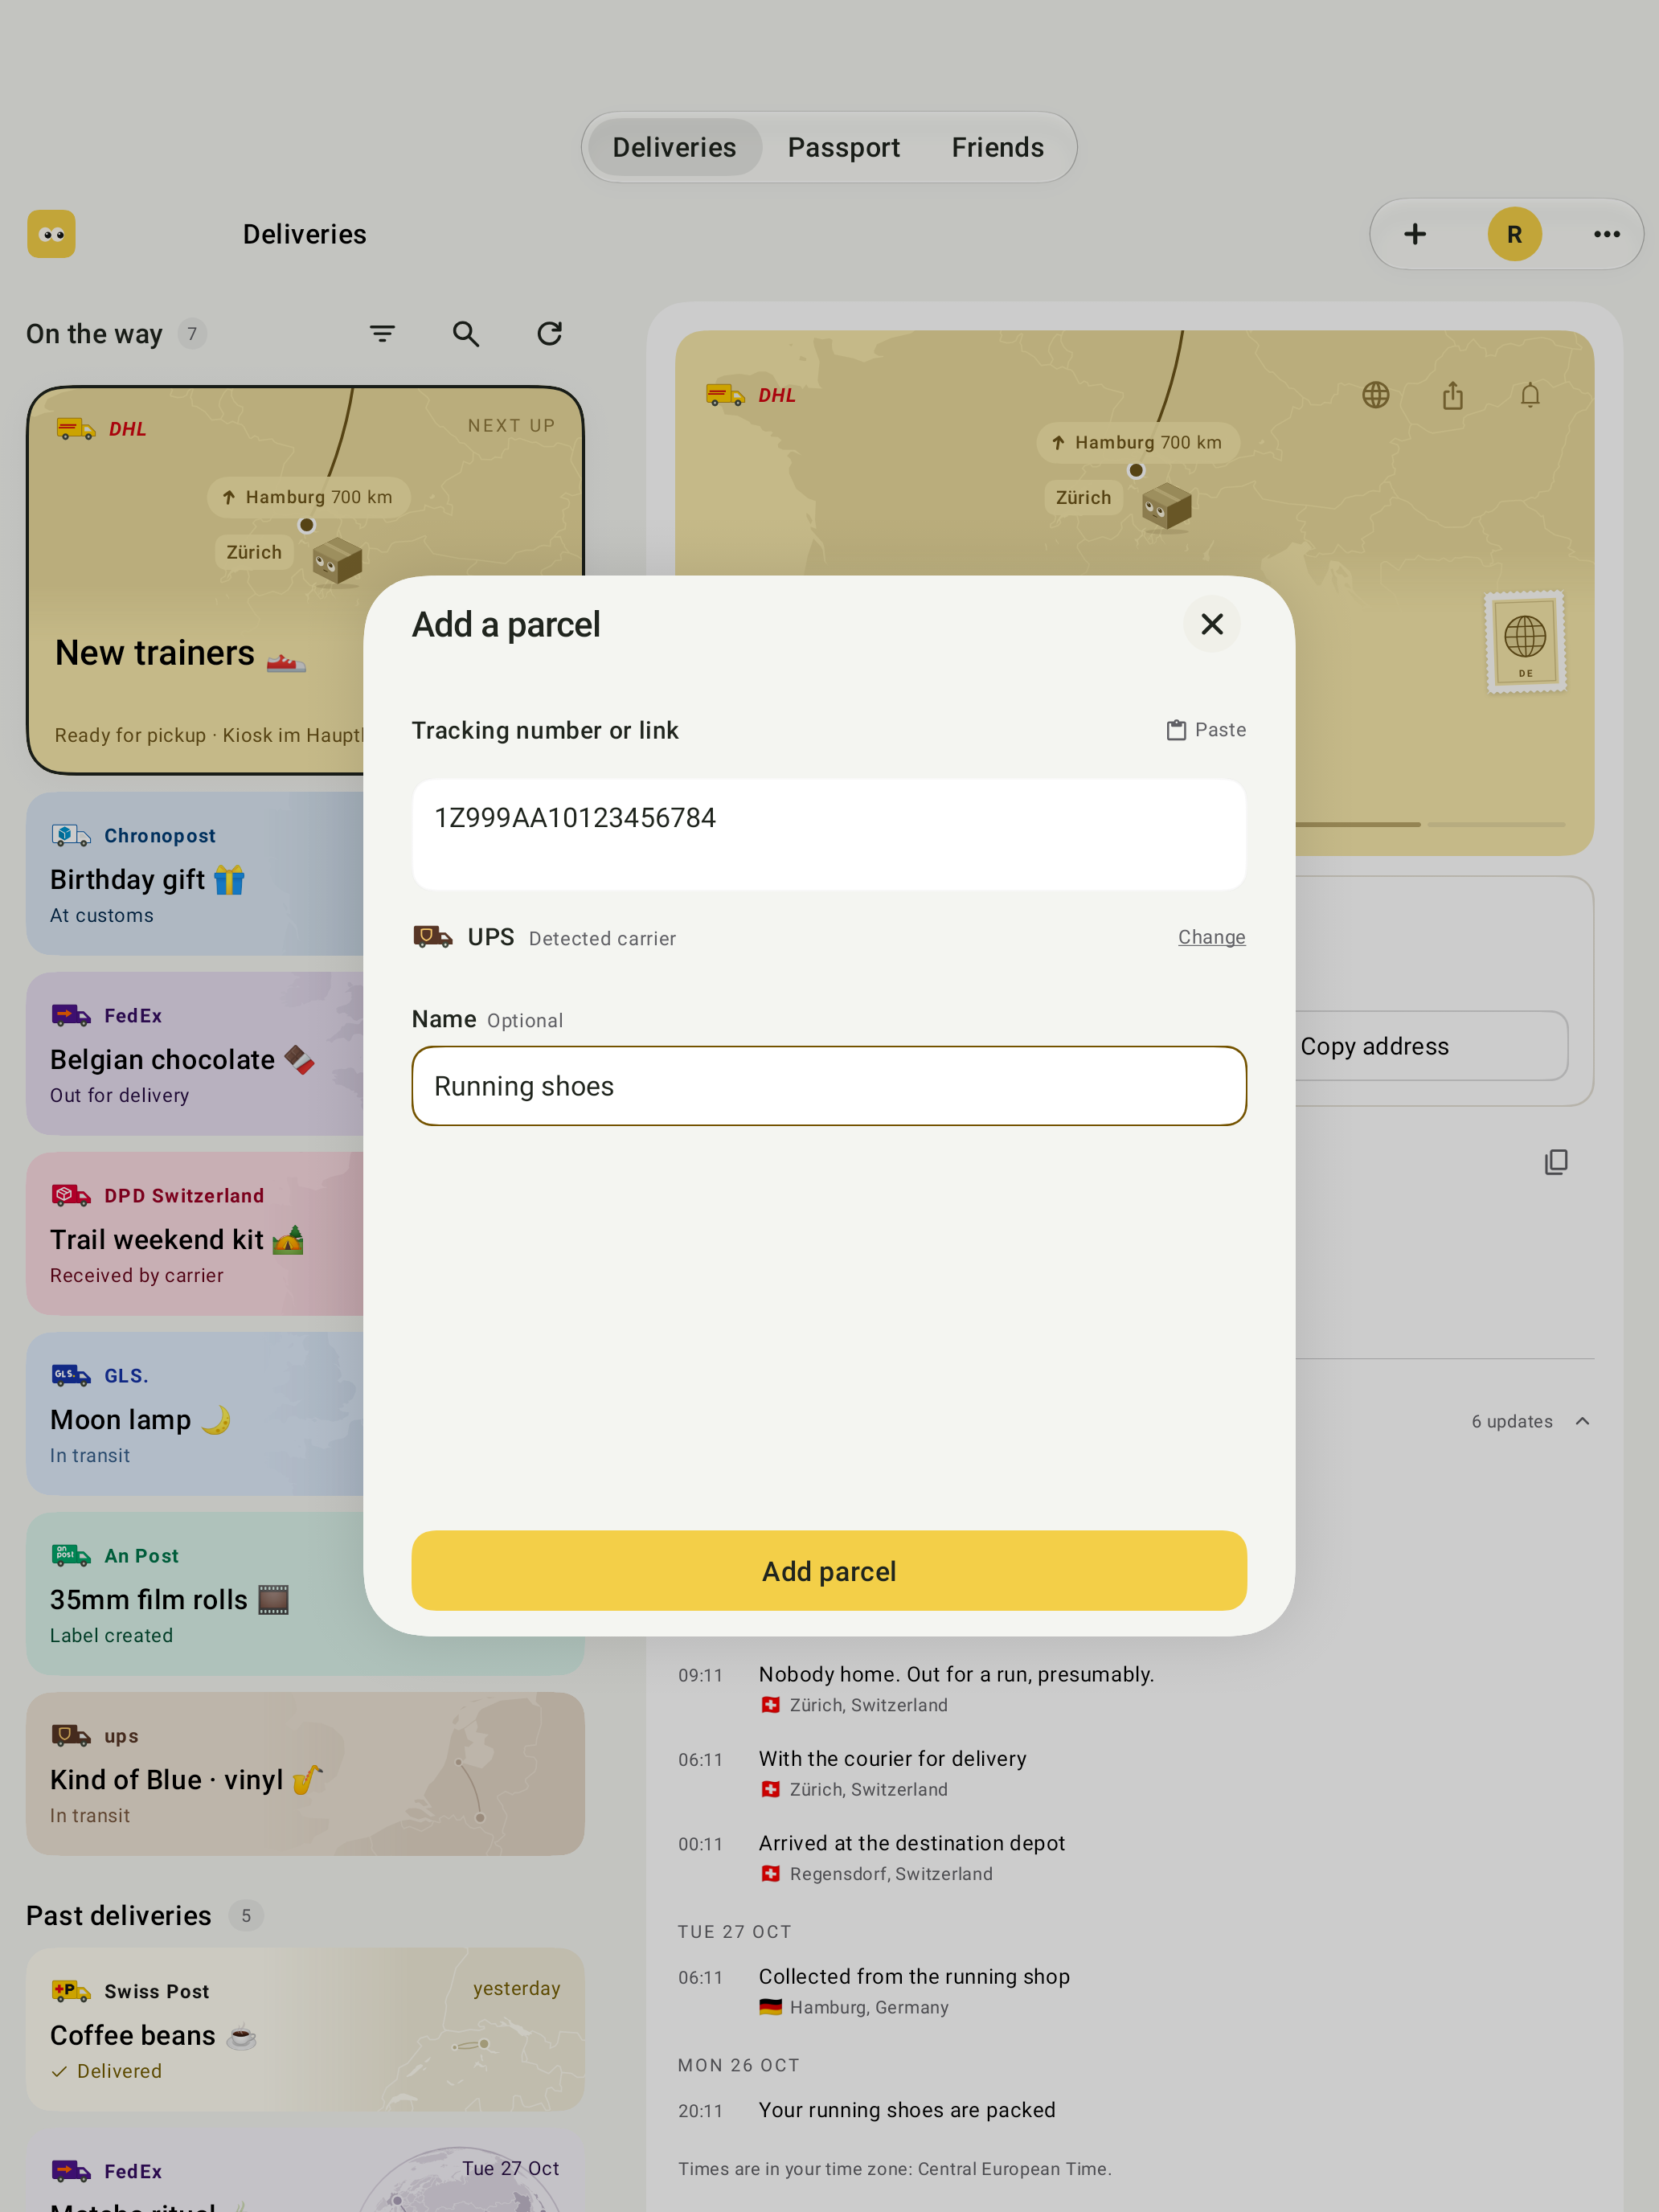 Deliveries Passport Friends
Deliveries
R
On the way 7
DHL
NEXT UP
Hamburg 700 km
Zürich
New trainers
Ready for pickup · Kiosk im
Chronopost
Birthday gift
At customs
FedEx
Belgian chocolate
Out for delivery
DPD Switzerland
Trail weekend kit
Received by carrier
GLS.
GLS.
Moon lamp
In transit
on post
An Post
35mm film rolls
Label created
ups
Kind of Blue · vinyl
In transit
Past deliveries 5
P
Swiss Post
yesterday
Coffee beans
Delivered
FedEx
Tue 27 Oct
DHL
Hamburg 700 km
Zürich
DE
Copy address
6 updates
Add a parcel
Tracking number or link
Paste
1Z999AA10123456784
UPS Detected carrier
Change
Name Optional
Running shoes
Add parcel
09:11 Nobody home. Out for a run, presumably.
Zürich, Switzerland
06:11 With the courier for delivery
Zürich, Switzerland
00:11 Arrived at the destination depot
Regensdorf, Switzerland
TUE 27 OCT
06:11 Collected from the running shop
Hamburg, Germany
MON 26 OCT
20:11 Your running shoes are packed
Times are in your time zone: Central European Time.